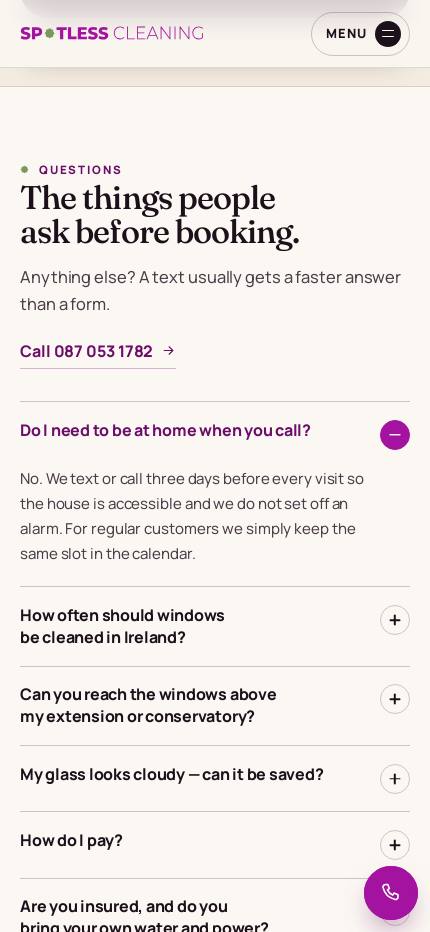 SPOTLESS CLEANING
MENU
QUESTIONS
The things people
ask before booking.
Anything else? A text usually gets a faster answer
than a form.
Call 087 053 1782 →
Do I need to be at home when you call?
No. We text or call three days before every visit so
the house is accessible and we do not set off an
alarm. For regular customers we simply keep the
same slot in the calendar.
How often should windows
be cleaned in Ireland?
Can you reach the windows above
my extension or conservatory?
My glass looks cloudy — can it be saved?
How do I pay?
Are you insured, and do you
bring your own water and power?